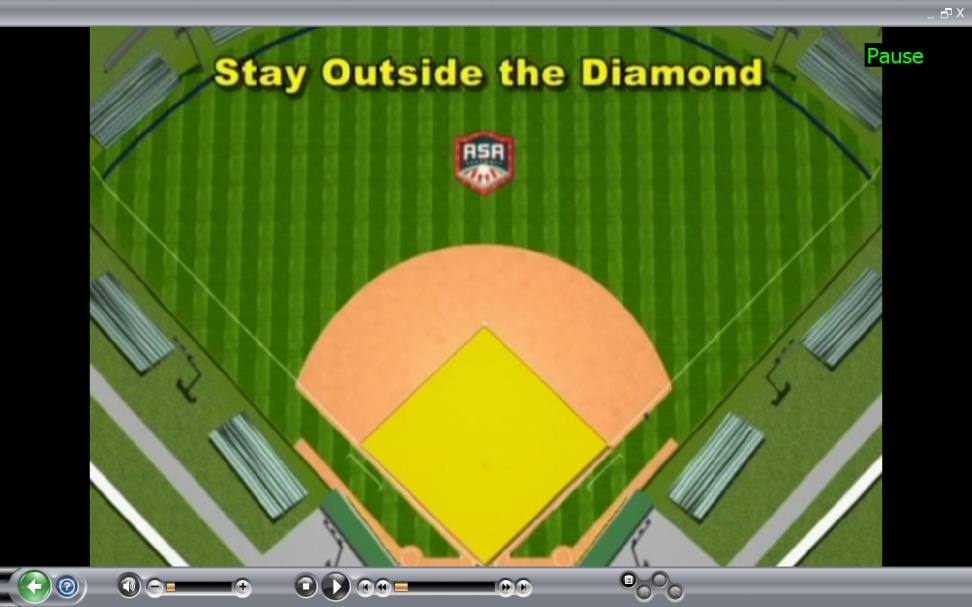 Stay Outside the Diamond
Pause
ASA